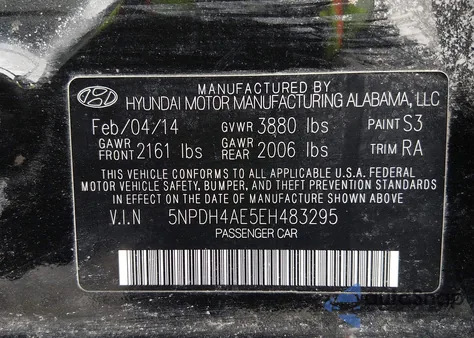 MANUFACTURED BY
HYUNDAI MOTOR MANUFACTURING ALABAMA, LLC
Feb/04/14 GVWR 3880 lbs PAINT S3
GAWR FRONT 2161 lbs GAWR REAR 2006 lbs TRIM RA
THIS VEHICLE CONFORMS TO ALL APPLICABLE U.S.A. FEDERAL
MOTOR VEHICLE SAFETY, BUMPER, AND THEFT PREVENTION STANDARDS
IN EFFECT ON THE DATE OF MANUFACTURE SHOWN ABOVE
V.I.N 5NPDH4AE5EH483295
PASSENGER CAR